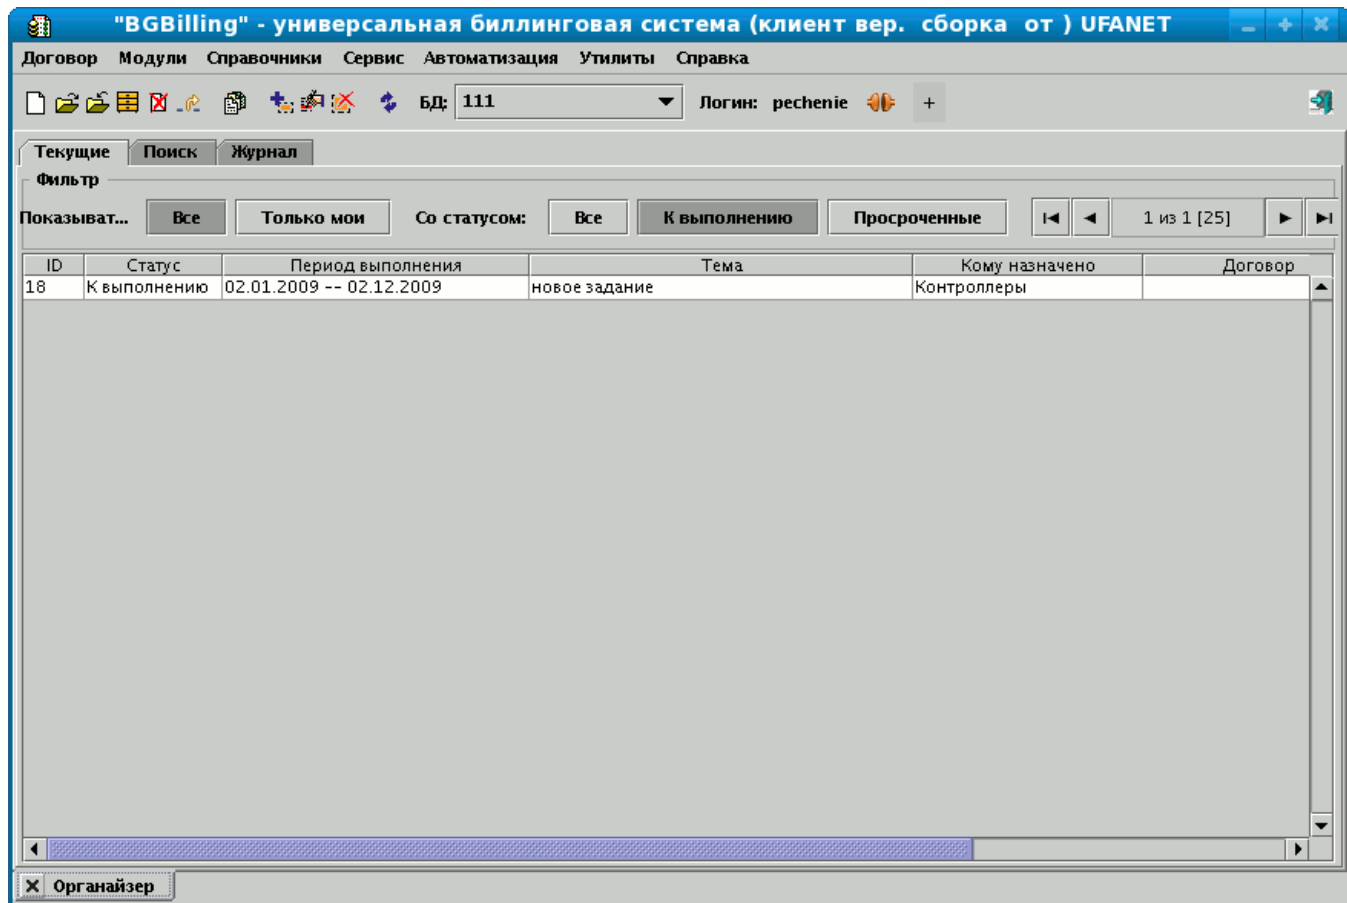 "BGBilling" - универсальная биллинговая система (клиент вер. сборка от ) UFANET
Договор Модули Справочники Сервис Автоматизация Утилиты Справка
БД: 111 Логин: pechenie +
Текущие Поиск Журнал
Фильтр
Показыват... Все Только мои Со статусом: Все К выполнению Просроченные 1 из 1 [25]
ID Статус Период выполнения Тема Кому назначено Договор
18 К выполнению 02.01.2009 -- 02.12.2009 новое задание Контроллеры
Органайзер